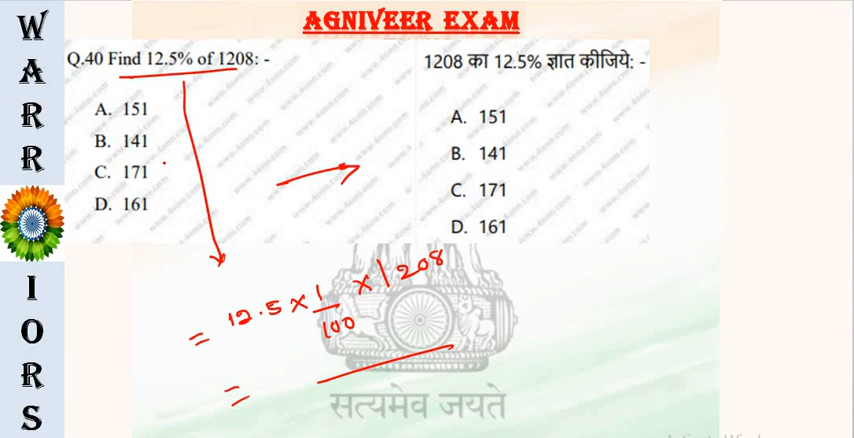 AGNIVEER EXAM
W
A
R
R
I
O
R
S
Q.40 Find 12.5% of 1208: -
A. 151
B. 141
C. 171
D. 161
1208 का 12.5% ज्ञात कीजिये: -
A. 151
B. 141
C. 171
D. 161
= 12.5 × 1/100 × 1208
=
सत्यमेव जयते